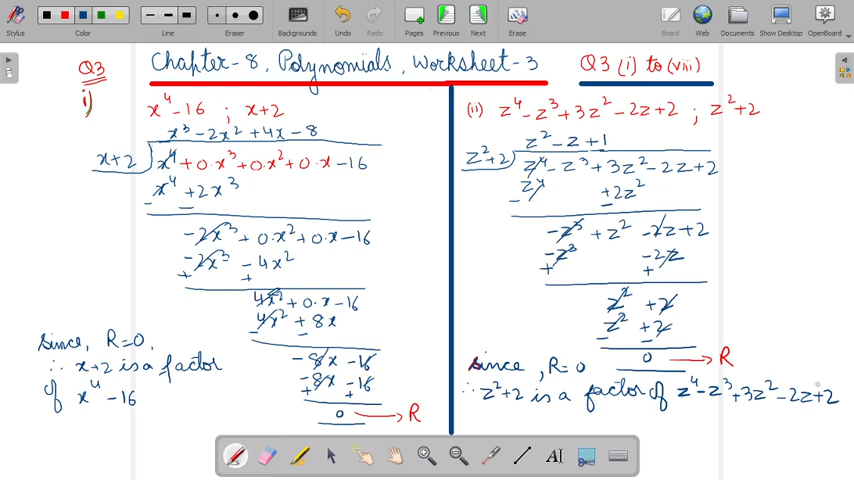 Stylus
Color
Backgrounds
Undo
Redo
Pages
Previous
Next
Erase
Board
Web
Documents
Show Desktop
OpenBoard
Q3
Chapter-8, Polynomials, Worksheet-3
Q3 (i) to (viii)
i)
x⁴-16 ; x+2
x³-2x²+4x-8
x+2 ) x⁴+0·x³+0·x²+0·x-16
x⁴+2x³
- -
-2x³+0·x²+0·x-16
-2x³-4x²
+ +
4x²+0·x-16
4x²+8x
- -
-8x-16
-8x-16
+ +
0 → R
since, R=0,
∴ x+2 is a factor
of x⁴-16
(ii) z⁴-z³+3z²-2z+2 ; z²+2
z²-z+1
z²+2 ) z⁴-z³+3z²-2z+2
z⁴ +2z²
- -
-z³+z²-2z+2
-z³ -2z
+ +
z²+2
z²+2
- -
0 → R
since, R=0
∴ z²+2 is a factor of z⁴-z³+3z²-2z+2